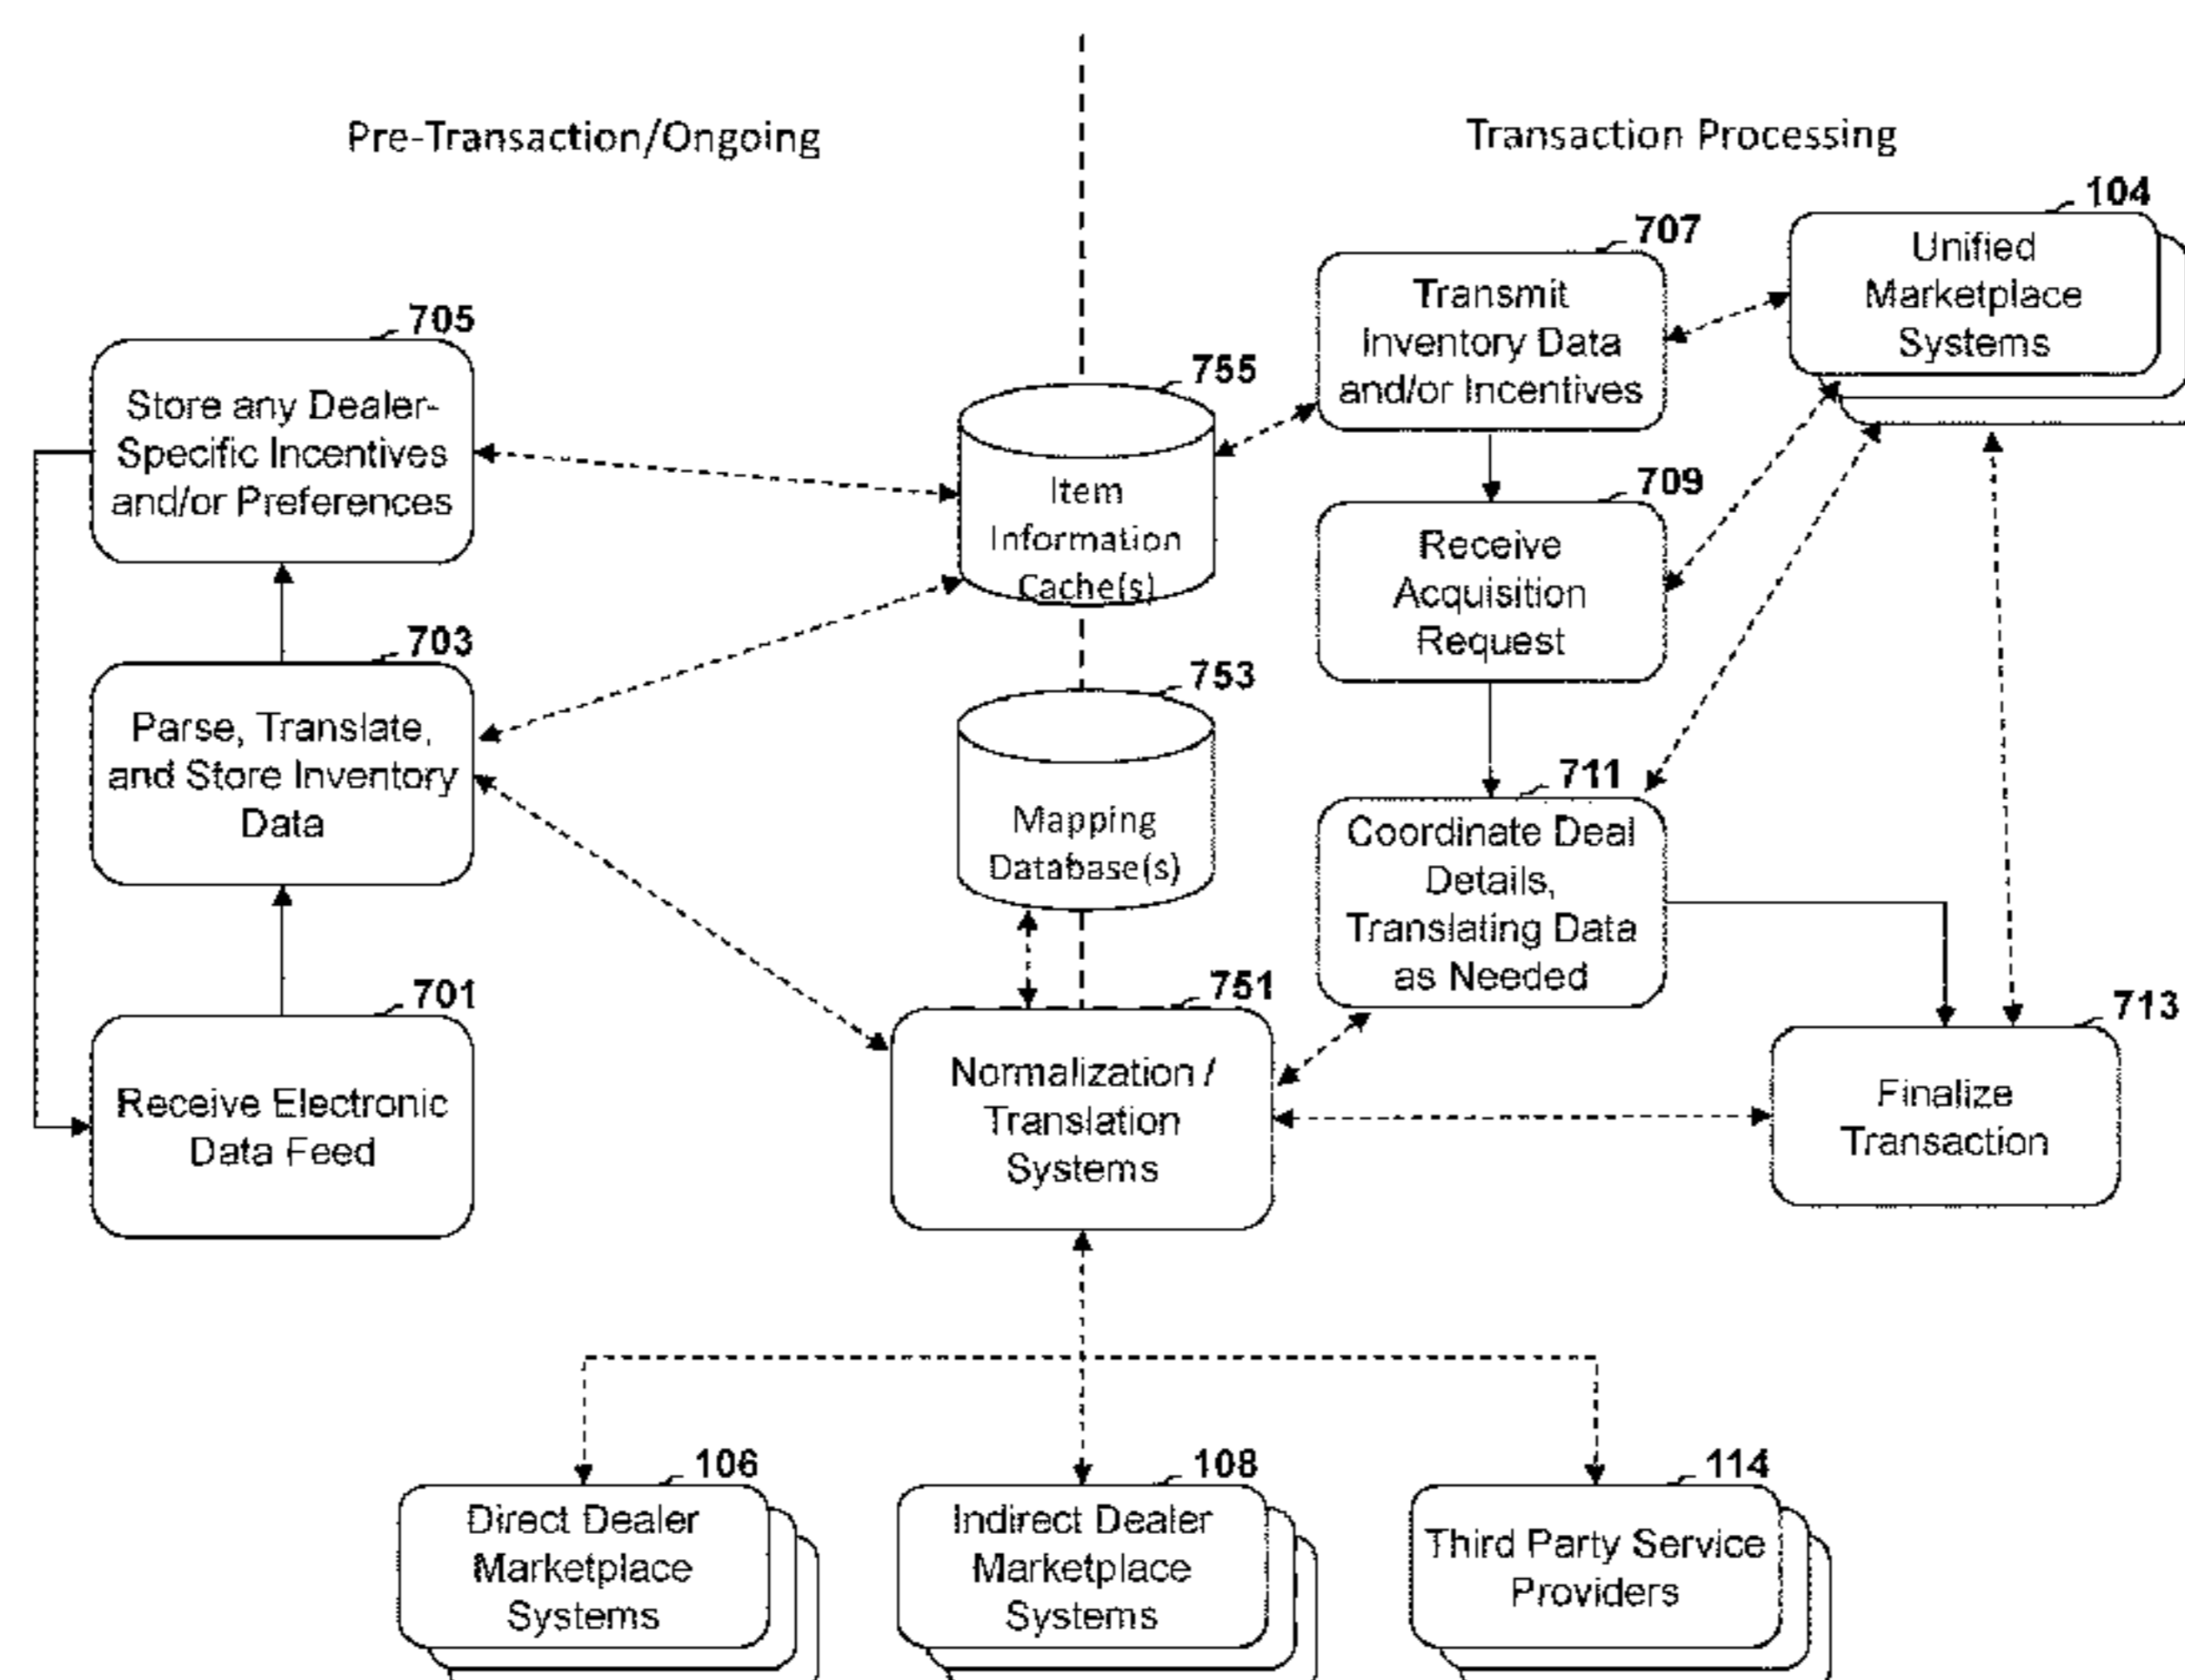 Pre-Transaction/Ongoing
Transaction Processing
104
Unified
Marketplace
Systems
707
Transmit
Inventory Data
and/or Incentives
705
Store any Dealer-
Specific Incentives
and/or Preferences
755
Item
Information
Cache(s)
709
Receive
Acquisition
Request
703
Parse, Translate,
and Store Inventory
Data
753
Mapping
Database(s)
711
Coordinate Deal
Details,
Translating Data
as Needed
701
Receive Electronic
Data Feed
751
Normalization /
Translation
Systems
713
Finalize
Transaction
106
Direct Dealer
Marketplace
Systems
108
Indirect Dealer
Marketplace
Systems
114
Third Party Service
Providers